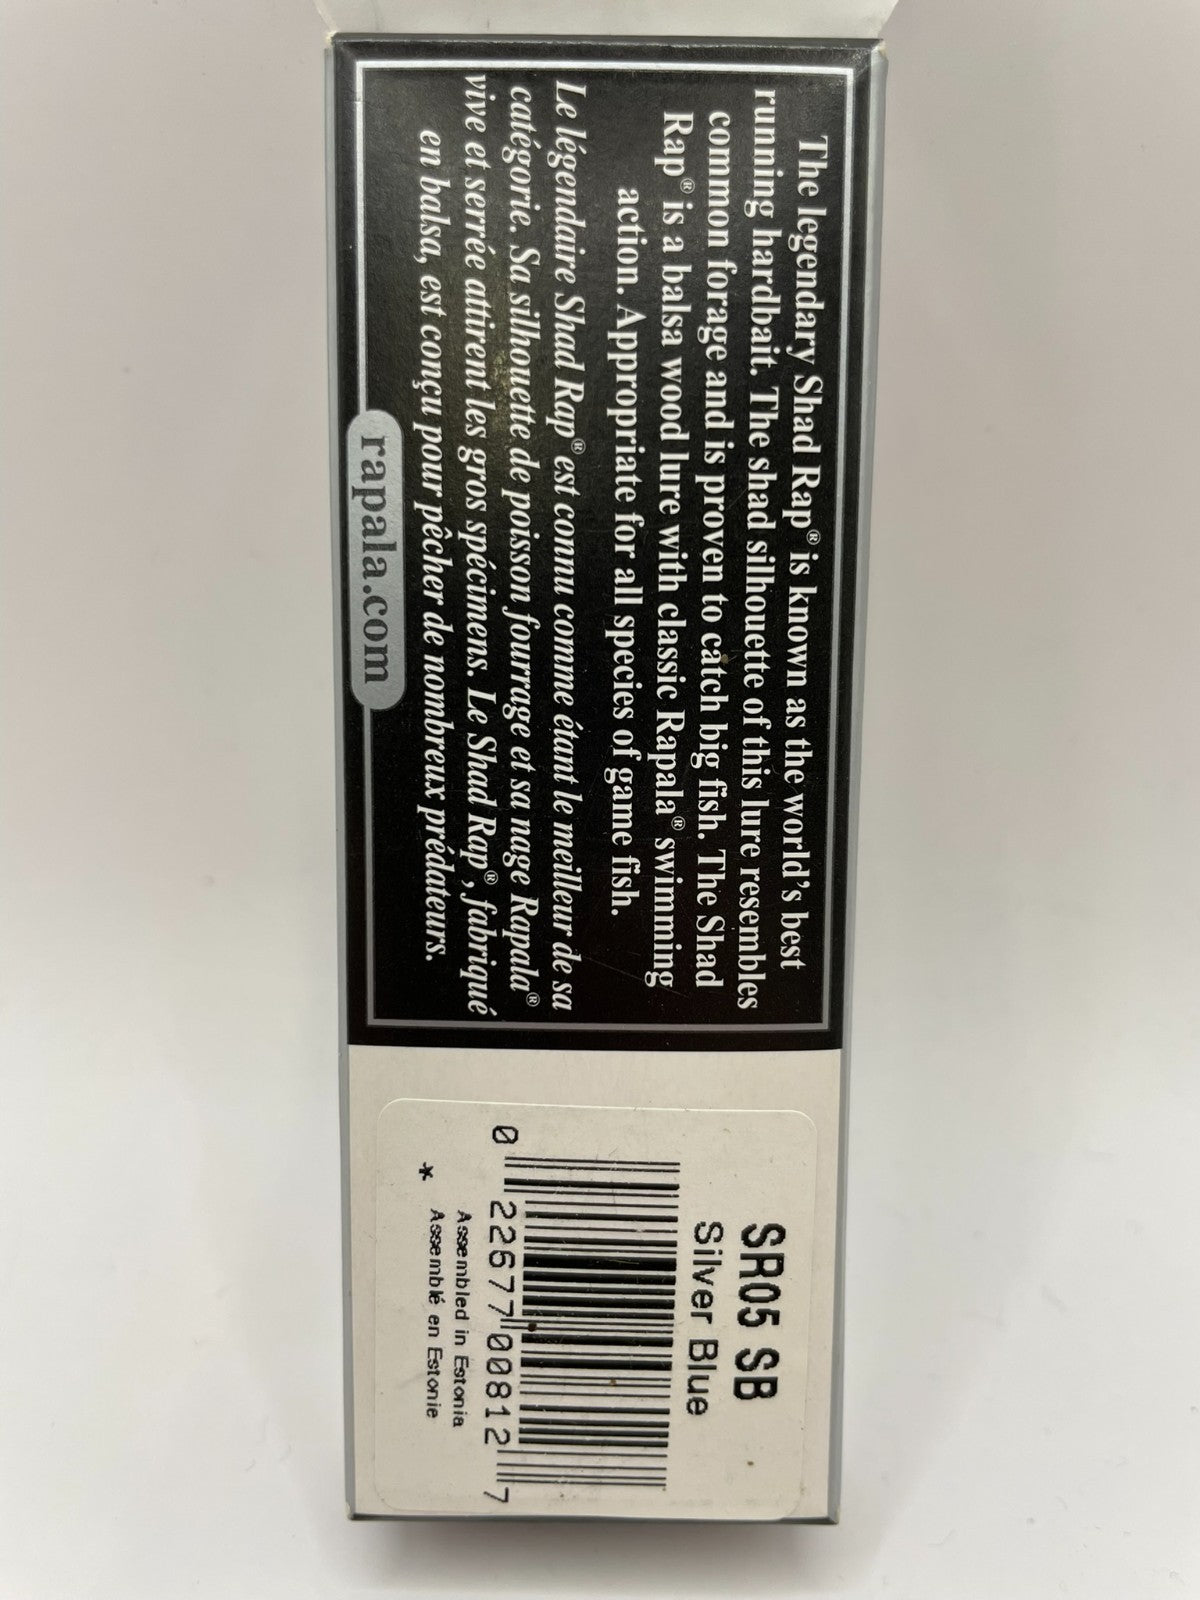 The legendary Shad Rap® is known as the world's best
running hardbait. The shad silhouette of this lure resembles
common forage and is proven to catch big fish. The Shad
Rap® is a balsa wood lure with classic Rapala® swimming
action. Appropriate for all species of game fish.
Le légendaire Shad Rap® est connu comme étant le meilleur de sa
catégorie. Sa silhouette de poisson fourrage et sa nage Rapala®
vive et serrée attirent les gros spécimens. Le Shad Rap®, fabriqué
en balsa, est conçu pour pêcher de nombreux prédateurs.
rapala.com
SR05 SB
Silver Blue
0 22677 00812 7
Assembled in Estonia
* Assemblé en Estonie